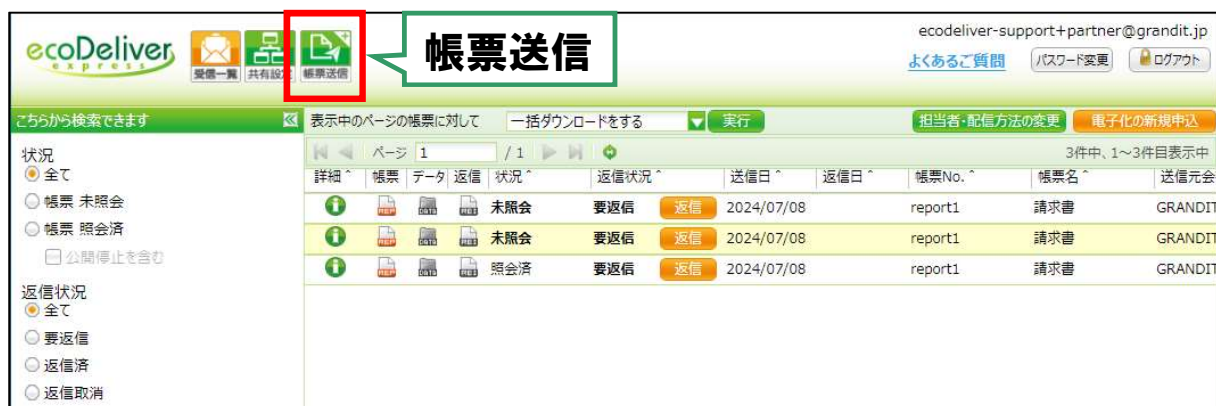 ecoDeliver
express
受信一覧
共有設定
帳票送信
帳票送信
ecodeliver-support+partner@grandit.jp
よくあるご質問
パスワード変更
ログアウト
こちらから検索できます
表示中のページの帳票に対して
一括ダウンロードをする
実行
担当者・配信方法の変更
電子化の新規申込
ページ 1 / 1
3件中、1～3件目表示中
状況
全て
帳票 未照会
帳票 照会済
公開停止を含む
返信状況
全て
要返信
返信済
返信取消
詳細^ 帳票 データ 返信 状況^ 返信状況^ 送信日^ 返信日^ 帳票No.^ 帳票名^ 送信元会
未照会 要返信 返信 2024/07/08 report1 請求書 GRANDIT
未照会 要返信 返信 2024/07/08 report1 請求書 GRANDIT
照会済 要返信 返信 2024/07/08 report1 請求書 GRANDIT